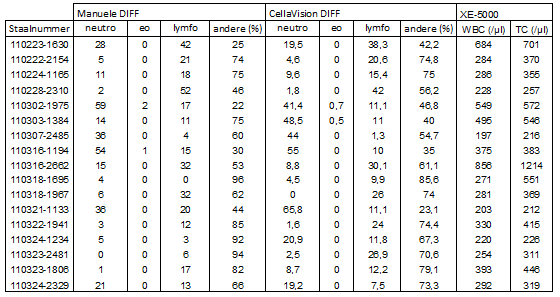 Manuele DIFF CellaVision DIFF XE-5000
Staalnummer neutro eo lymfo andere (%) neutro eo lymfo andere (%) WBC (/µl) TC (/µl)
110223-1630 28 0 42 25 19,5 0 38,3 42,2 684 701
110222-2154 5 0 21 74 4,6 0 20,6 74,8 284 370
110224-1165 11 0 18 75 9,6 0 15,4 75 286 355
110228-2310 2 0 52 46 1,8 0 42 56,2 228 257
110302-1975 59 2 17 22 41,4 0,7 11,1 46,8 549 572
110303-1384 14 0 11 75 48,5 0,5 11 40 495 546
110307-2485 36 0 4 60 44 0 1,3 54,7 197 216
110316-1194 54 1 15 30 55 0 10 35 375 383
110316-2662 15 0 32 53 8,8 0 30,1 61,1 856 1214
110318-1695 4 0 0 96 4,5 0 9,9 85,6 271 551
110318-1967 6 0 32 62 0 0 26 74 281 369
110321-1133 36 0 20 44 65,8 0 11,1 23,1 203 212
110322-1941 3 0 12 85 1,6 0 24 74,4 330 415
110324-1234 5 0 3 92 20,9 0 11,8 67,3 220 226
110323-2481 0 0 6 94 2,5 0 26,9 70,6 254 311
110323-1806 1 0 17 82 8,7 0 12,2 79,1 393 446
110324-2329 21 0 13 66 19,2 0 7,5 73,3 292 319